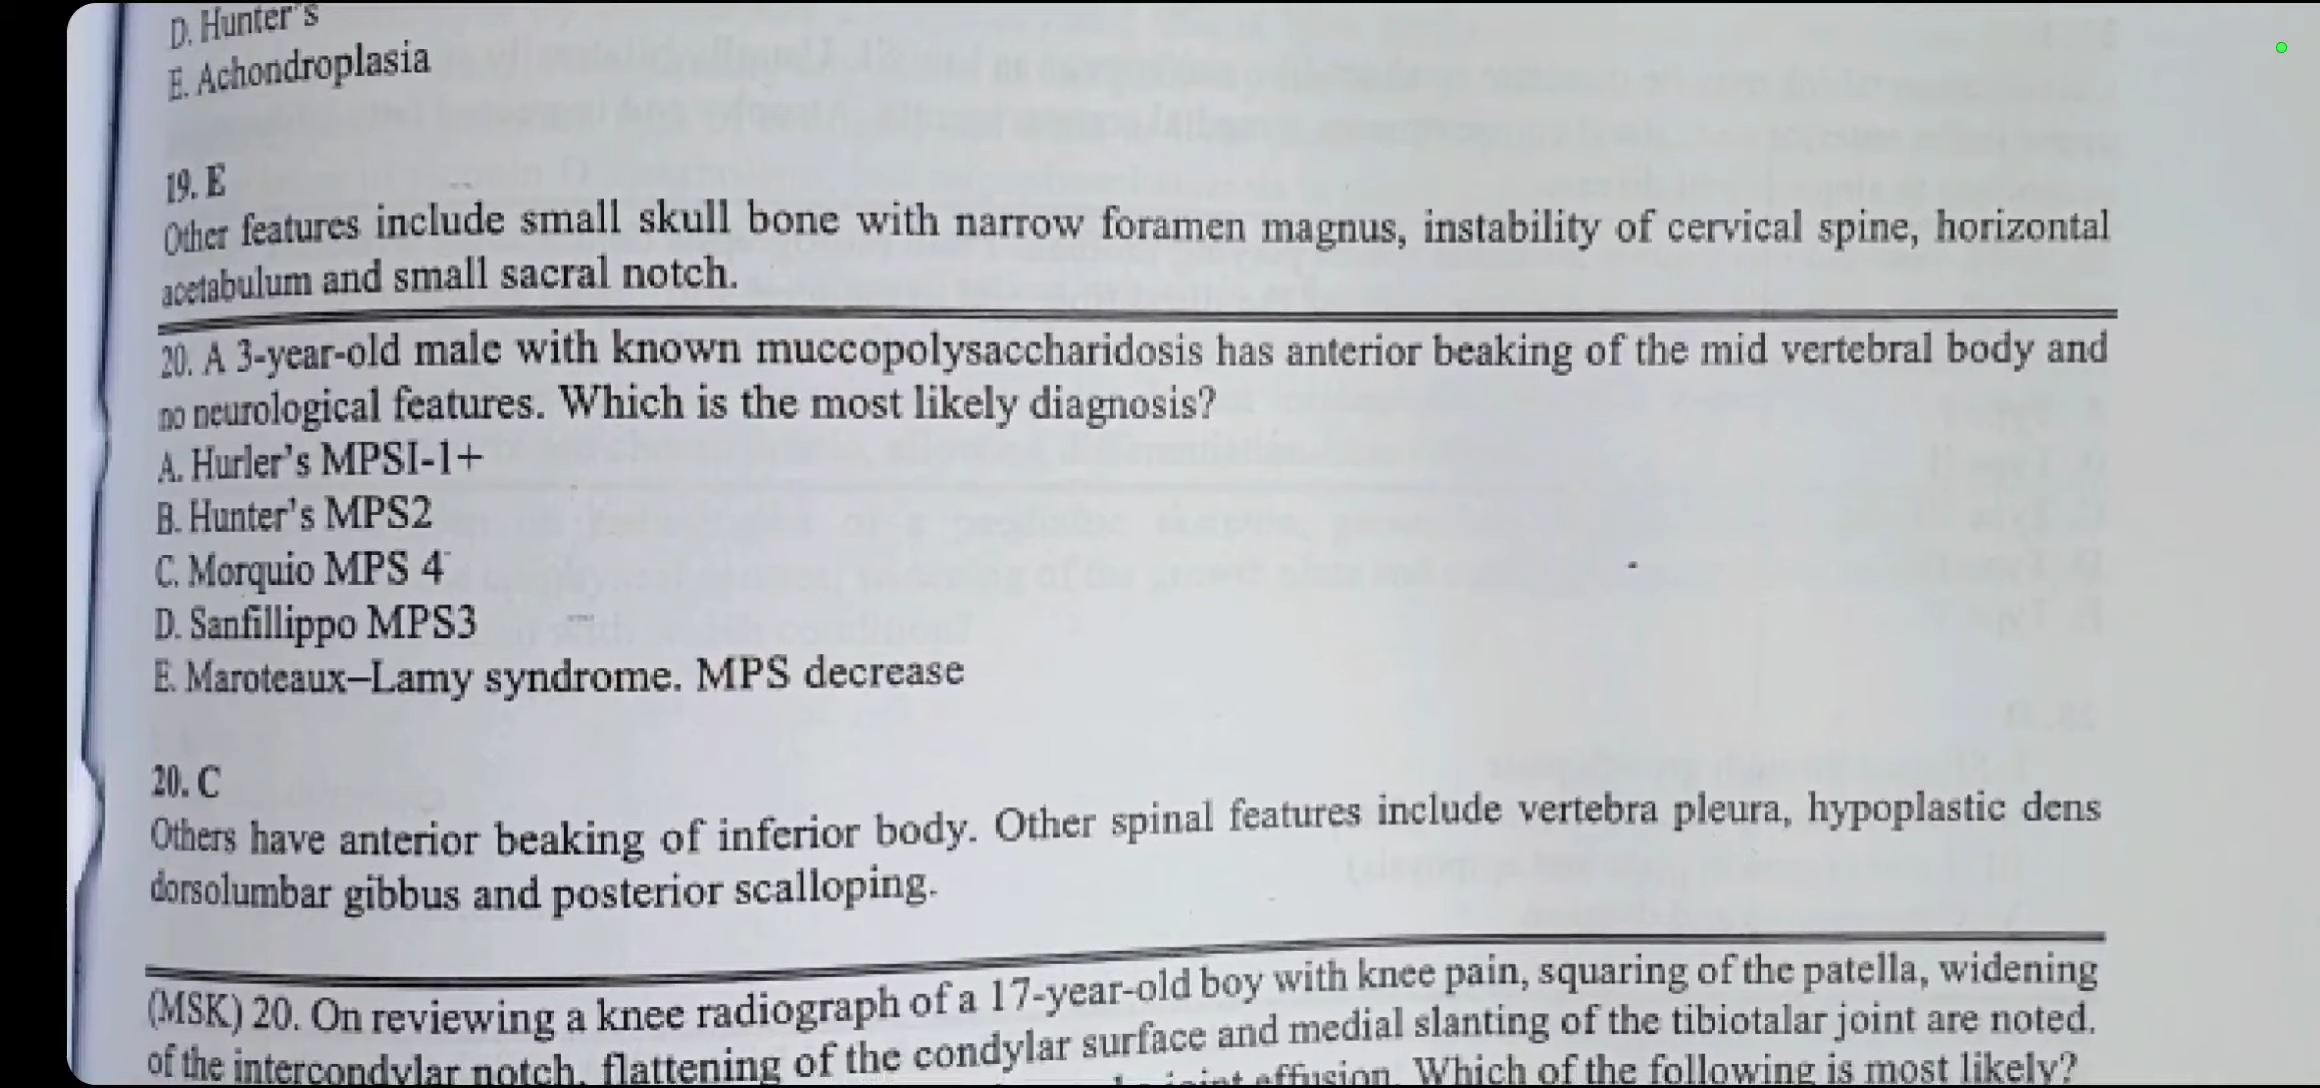 D. Hunter's
E. Achondroplasia
19. E
Other features include small skull bone with narrow foramen magnus, instability of cervical spine, horizontal
acetabulum and small sacral notch.
20. A 3-year-old male with known muccopolysaccharidosis has anterior beaking of the mid vertebral body and
no neurological features. Which is the most likely diagnosis?
A. Hurler's MPSI-1+
B. Hunter's MPS2
C. Morquio MPS 4
D. Sanfillippo MPS3
E. Maroteaux–Lamy syndrome. MPS decrease
20. C
Others have anterior beaking of inferior body. Other spinal features include vertebra pleura, hypoplastic dens
dorsolumbar gibbus and posterior scalloping.
(MSK) 20. On reviewing a knee radiograph of a 17-year-old boy with knee pain, squaring of the patella, widening
of the intercondylar notch, flattening of the condylar surface and medial slanting of the tibiotalar joint are noted.
joint effusion. Which of the following is most likely?